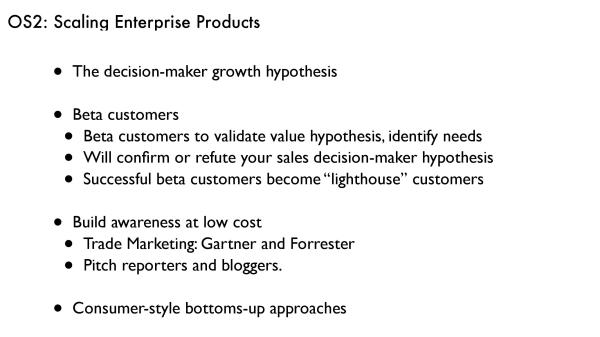 OS2: Scaling Enterprise Products
• The decision-maker growth hypothesis
• Beta customers
• Beta customers to validate value hypothesis, identify needs
• Will confirm or refute your sales decision-maker hypothesis
• Successful beta customers become “lighthouse” customers
• Build awareness at low cost
• Trade Marketing: Gartner and Forrester
• Pitch reporters and bloggers.
• Consumer-style bottoms-up approaches